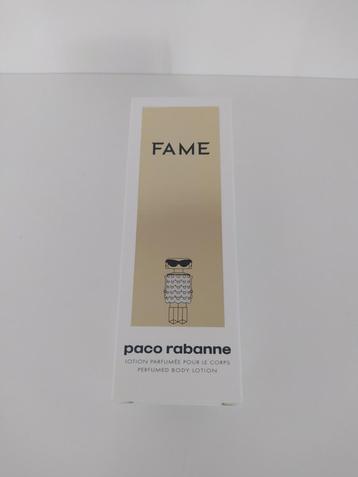 FAME
paco rabanne
LOTION PARFUMÉE POUR LE CORPS
PERFUMED BODY LOTION